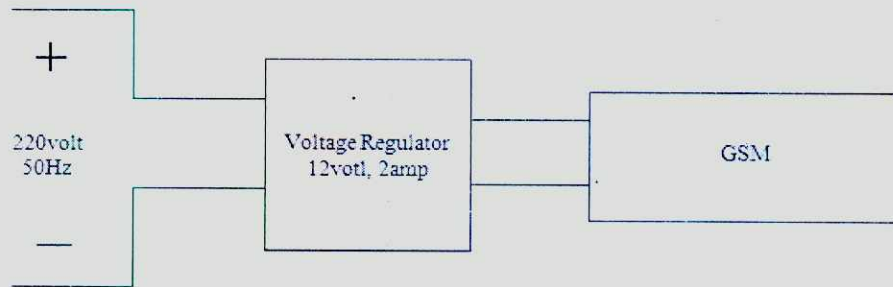 +
220volt
50Hz
—
Voltage Regulator
12votl, 2amp
GSM